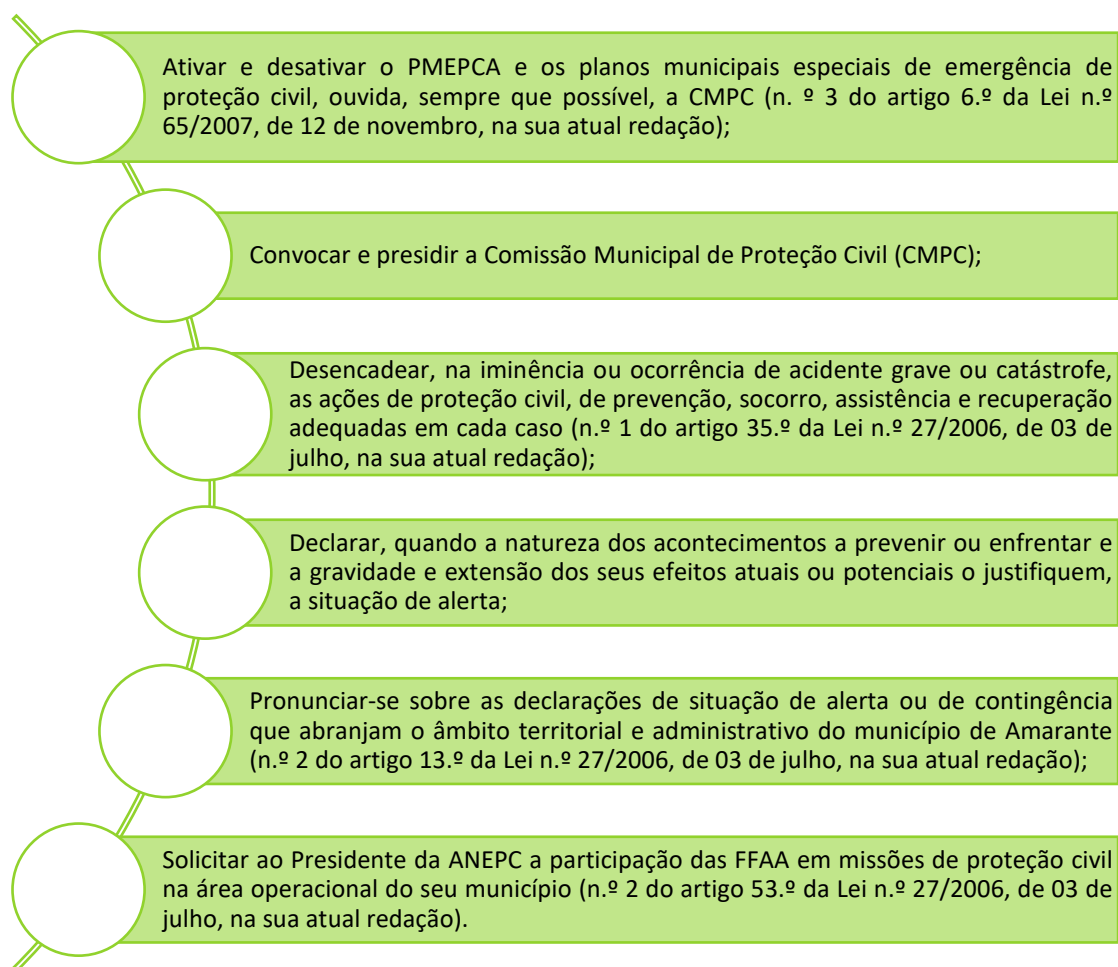 Ativar e desativar o PMEPCA e os planos municipais especiais de emergência de
proteção civil, ouvida, sempre que possível, a CMPC (n. º 3 do artigo 6.º da Lei n.º
65/2007, de 12 de novembro, na sua atual redação);
Convocar e presidir a Comissão Municipal de Proteção Civil (CMPC);
Desencadear, na iminência ou ocorrência de acidente grave ou catástrofe,
as ações de proteção civil, de prevenção, socorro, assistência e recuperação
adequadas em cada caso (n.º 1 do artigo 35.º da Lei n.º 27/2006, de 03 de
julho, na sua atual redação);
Declarar, quando a natureza dos acontecimentos a prevenir ou enfrentar e
a gravidade e extensão dos seus efeitos atuais ou potenciais o justifiquem,
a situação de alerta;
Pronunciar-se sobre as declarações de situação de alerta ou de contingência
que abranjam o âmbito territorial e administrativo do município de Amarante
(n.º 2 do artigo 13.º da Lei n.º 27/2006, de 03 de julho, na sua atual redação);
Solicitar ao Presidente da ANEPC a participação das FFAA em missões de proteção civil
na área operacional do seu município (n.º 2 do artigo 53.º da Lei n.º 27/2006, de 03 de
julho, na sua atual redação).